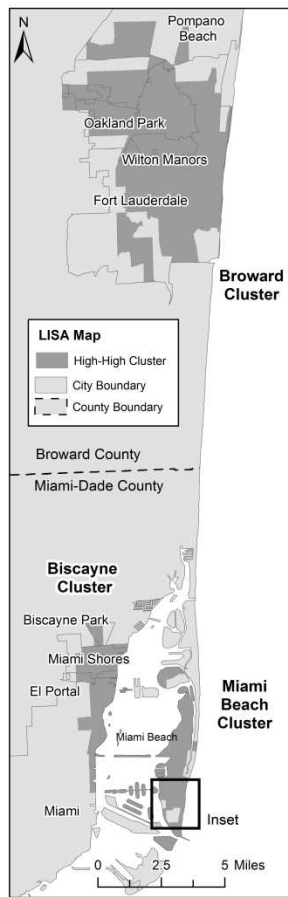 N
Pompano
Beach
Oakland Park
Wilton Manors
Fort Lauderdale
Broward
Cluster
LISA Map
High-High Cluster
City Boundary
County Boundary
Broward County
Miami-Dade County
Biscayne
Cluster
Biscayne Park
Miami Shores
El Portal
Miami
Beach
Cluster
Miami Beach
Miami
Inset
0 2.5 5 Miles